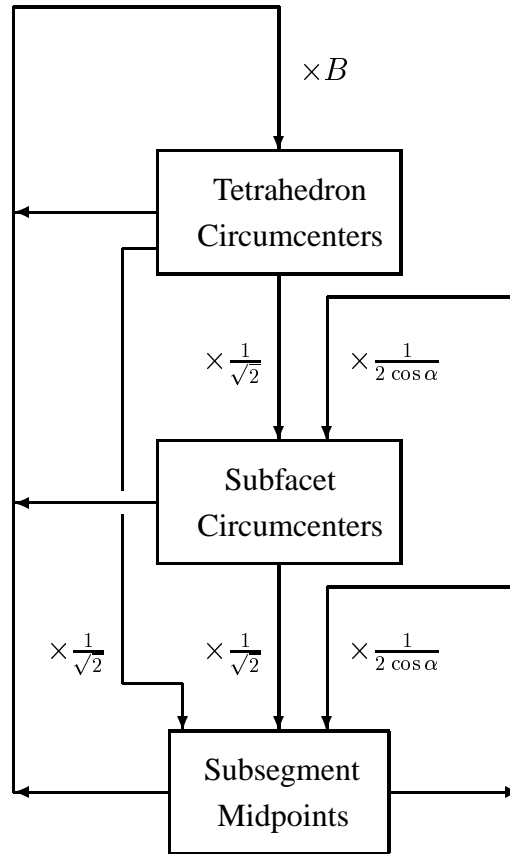 ×B
Tetrahedron
Circumcenters
× 1/√2
× 1/(2 cos α)
Subfacet
Circumcenters
× 1/√2
× 1/√2
× 1/(2 cos α)
Subsegment
Midpoints